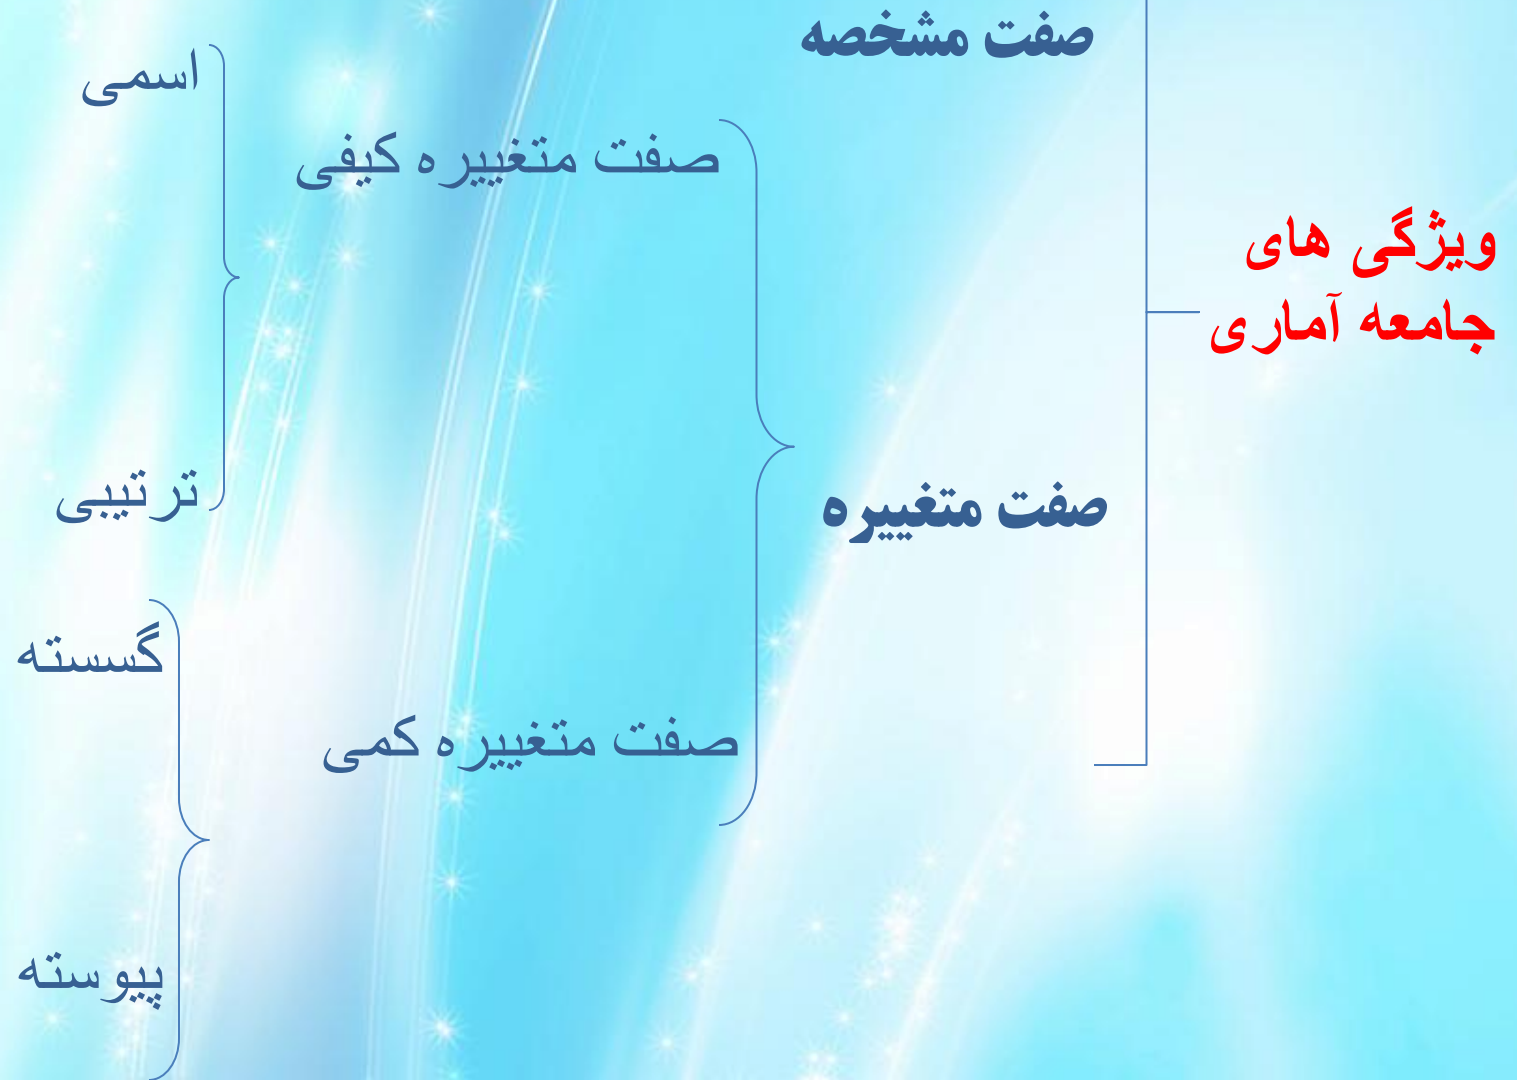 ویژگی های
جامعه آماری
صفت مشخصه
صفت متغییره
صفت متغییره کیفی
اسمی
ترتیبی
صفت متغییره کمی
گسسته
پیوسته